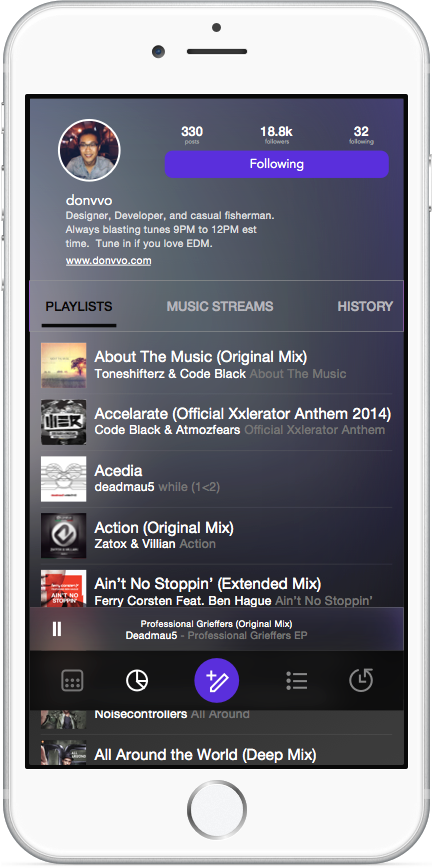 330
18.8k
32
posts
followers
following
Following
donvvo
Designer, Developer, and casual fisherman.
Always blasting tunes 9PM to 12PM est
time. Tune in if you love EDM.
www.donvvo.com
PLAYLISTS
MUSIC STREAMS
HISTORY
About The Music (Original Mix)
Toneshifterz & Code Black About The Music
Accelarate (Official Xxlerator Anthem 2014)
Code Black & Atmozfears Official Xxlerator Anthem
Acedia
deadmau5 while (1<2)
Action (Original Mix)
Zatox & Villian Action
ferry corsten
AIN'T NO
STOPPIN'
Ain't No Stoppin' (Extended Mix)
Ferry Corsten Feat. Ben Hague Ain't No Stoppin'
Professional Grieffers (Original Mix)
Deadmau5 - Professional Grieffers EP
Noisecontrollers All Around
All Around the World (Deep Mix)